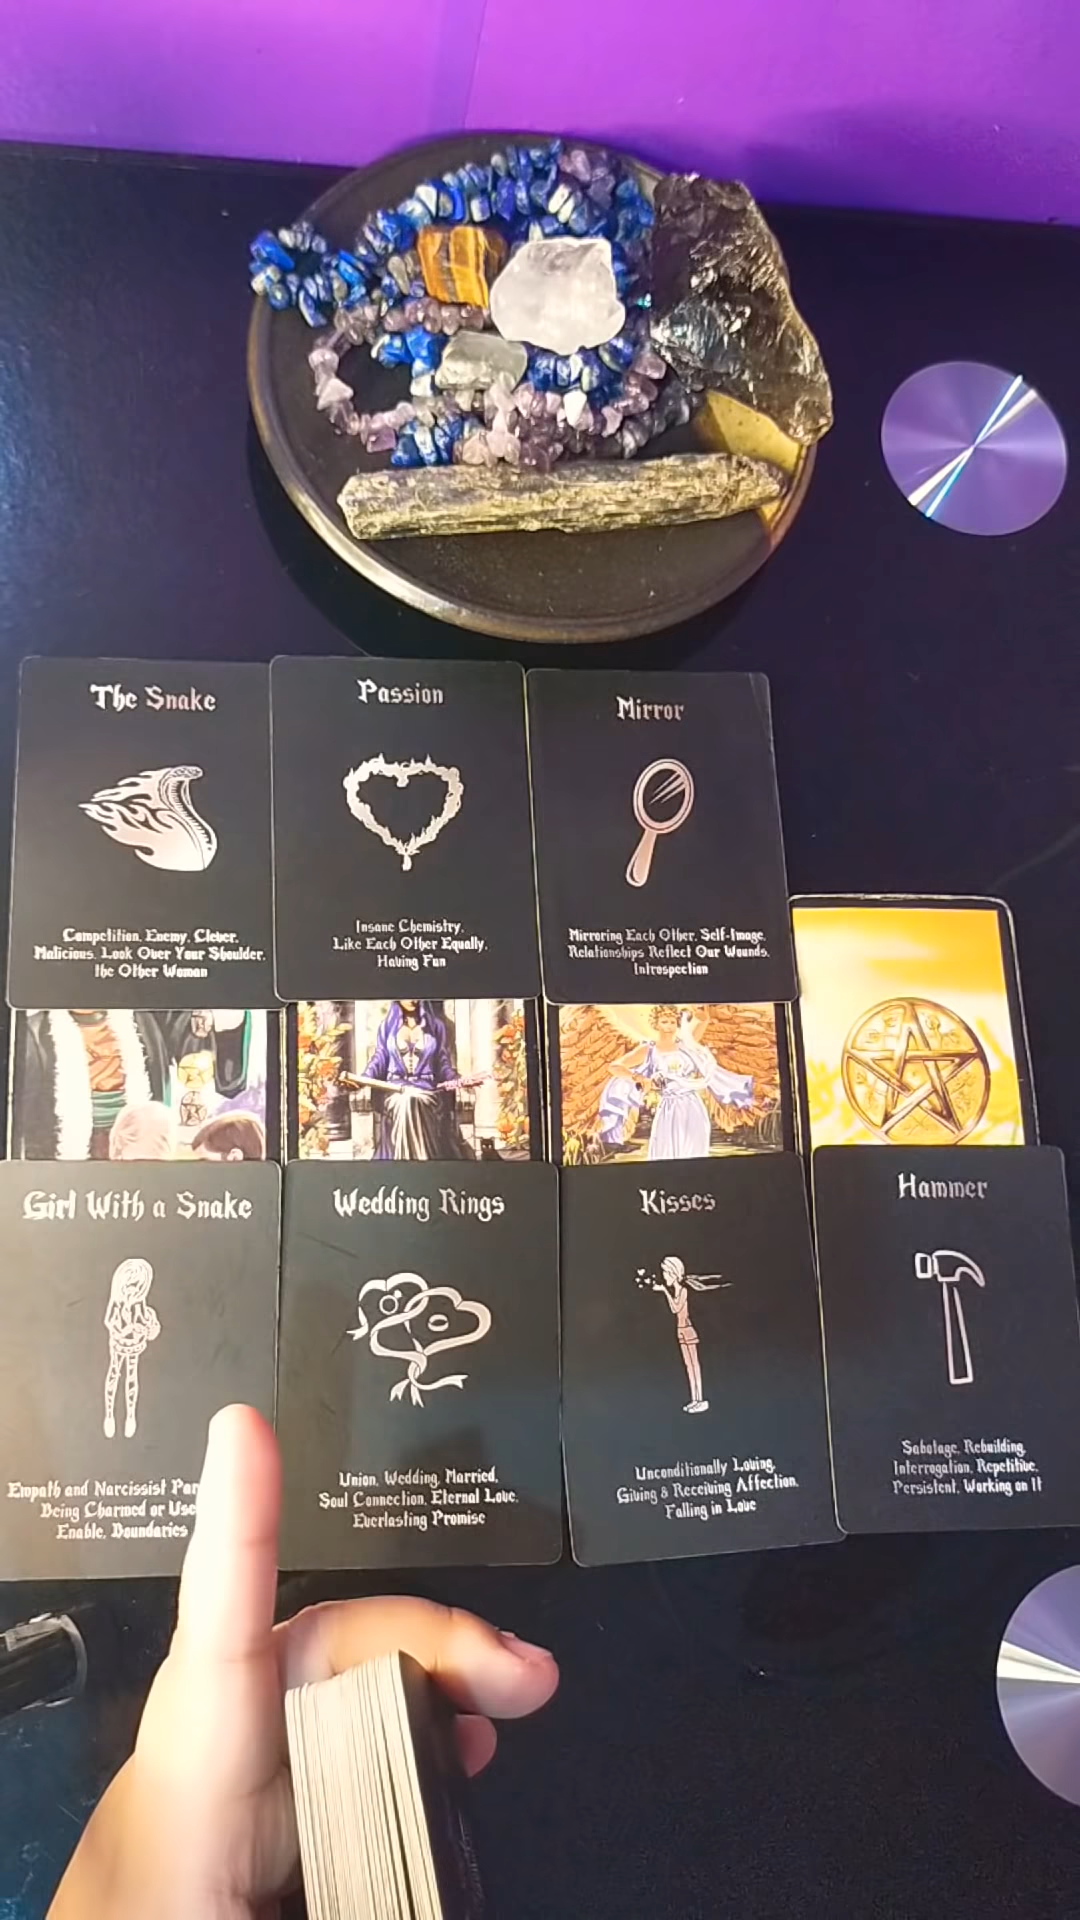 The Snake
Competition, Enemy, Clever,
Malicious, Look Over Your Shoulder,
the Other Woman
Passion
Insane Chemistry,
Like Each Other Equally,
Having Fun
Mirror
Mirroring Each Other, Self-Image,
Relationships Reflect Our Wounds,
Introspection
Girl With a Snake
Empath and Narcissist
Being Charmed or
Enable, Boundaries
Wedding Rings
Union, Wedding, Married,
Soul Connection, Eternal Love,
Everlasting Promise
Kisses
Unconditionally Loving,
Giving & Receiving Affection,
Falling in Love
Hammer
Sabotage, Rebuilding,
Interrogation, Repetitive,
Persistent, Working on It